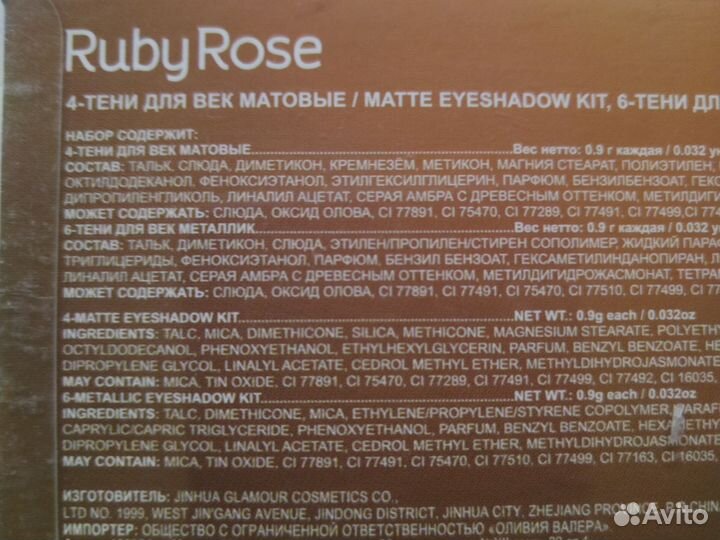 Ruby Rose
4-ТЕНИ ДЛЯ ВЕК МАТОВЫЕ / MATTE EYESHADOW KIT, 6-ТЕНИ ДЛ
НАБОР СОДЕРЖИТ:
4-ТЕНИ ДЛЯ ВЕК МАТОВЫЕ Вес нетто: 0.9 г каждая / 0.032 ун
СОСТАВ: ТАЛЬК, СЛЮДА, ДИМЕТИКОН, КРЕМНЕЗЁМ, МЕТИКОН, МАГНИЯ СТЕАРАТ, ПОЛИЭТИЛЕН,
ОКТИЛДОДЕКАНОЛ, ФЕНОКСИЭТАНОЛ, ЭТИЛГЕКСИЛГЛИЦЕРИН, ПАРФЮМ, БЕНЗИЛБЕНЗОАТ, ГЕКС
ДИПРОПИЛЕНГЛИКОЛЬ, ЛИНАЛИЛ АЦЕТАТ, СЕРАЯ АМБРА С ДРЕВЕСНЫМ ОТТЕНКОМ, МЕТИЛДИГИ
МОЖЕТ СОДЕРЖАТЬ: СЛЮДА, ОКСИД ОЛОВА, CI 77891, CI 75470, CI 77289, CI 77491. CI 77499,CI 77
6-ТЕНИ ДЛЯ ВЕК МЕТАЛЛИК Вес нетто: 0.9 г каждая / 0.032 ун
СОСТАВ: ТАЛЬК, ДИМЕТИКОН, СЛЮДА, ЭТИЛЕН/ПРОПИЛЕН/СТИРЕН СОПОЛИМЕР, ЖИДКИЙ ПАРАФ
ТРИГЛИЦЕРИДЫ, ФЕНОКСИЭТАНОЛ, ПАРФЮМ, БЕНЗИЛ БЕНЗОАТ, ГЕКСАМЕТИЛИНДАНОПИРАН, Л
ЛИНАЛИЛ АЦЕТАТ, СЕРАЯ АМБРА С ДРЕВЕСНЫМ ОТТЕНКОМ, МЕТИЛДИГИДРОЖАСМОНАТ, ТЕТРАМ
МОЖЕТ СОДЕРЖАТЬ: СЛЮДА, ОКСИД ОЛОВА, CI 77891, CI 77491, CI 75470, CI 77510, CI 77499,
4-MATTE EYESHADOW KIT NET WT.: 0.9g each / 0.032oz
INGREDIENTS: TALC, MICA, DIMETHICONE, SILICA, METHICONE, MAGNESIUM STEARATE, POLYETHY
OCTYLDODECANOL, PHENOXYETHANOL, ETHYLHEXYLGLYCERIN, PARFUM, BENZYL BENZOATE, HE
DIPROPYLENE GLYCOL, LINALYL ACETATE, CEDROL METHYL ETHER, METHYLDIHYDROJASMONATE
MAY CONTAIN: MICA, TIN OXIDE, CI 77891, CI 75470, CI 77289, CI 77491, CI 77499, CI 77492, CI 16035,
6-METALLIC EYESHADOW KIT NET WT.: 0.9g each / 0.032oz
INGREDIENTS: TALC, DIMETHICONE, MICA, ETHYLENE/PROPYLENE/STYRENE COPOLYMER, PARAFF
CAPRYLIC/CAPRIC TRIGLYCERIDE, PHENOXYETHANOL, PARFUM, BENZYL BENZOATE, HEXAMETHY
DIPROPYLENE GLYCOL, LINALYL ACETATE, CEDROL METHYL ETHER, METHYLDIHYDROJASMONATE
MAY CONTAIN: MICA, TIN OXIDE, CI 77891, CI 77491, CI 75470, CI 77510, CI 77499, CI 77163, CI 16035,
ИЗГОТОВИТЕЛЬ: JINHUA GLAMOUR COSMETICS CO.,
LTD NO. 1999, WEST JIN'GANG AVENUE, JINDONG DISTRICT, JINHUA CITY, ZHEJIANG PROVINCE, P.R.CHINA
ИМПОРТЕР: ОБЩЕСТВО С ОГРАНИЧЕННОЙ ОТВЕТСТВЕННОСТЬЮ «ОЛИВИЯ ВАЛЕРА».
Avito